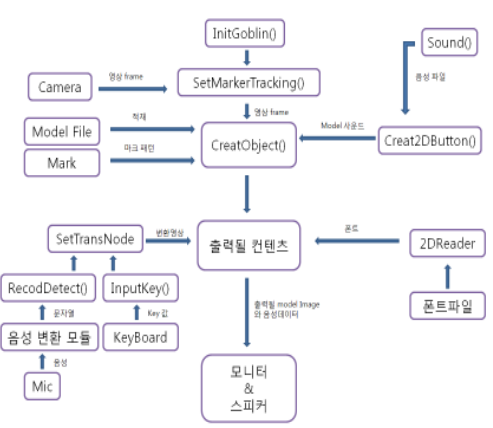 InitGoblin()
Sound()
영상 frame
음성 파일
Camera
SetMarkerTracking()
적재
영상 frame
Model 사운드
Model File
마크 패턴
CreatObject()
Creat2DButton()
Mark
SetTransNode
변환영상
출력될 컨텐츠
폰트
2DReader
RecodDetect()
InputKey()
폰트파일
문자열
Key 값
출력될 model Image
와 음성데이터
음성 변환 모듈
KeyBoard
음성
Mic
모니터
&
스피커